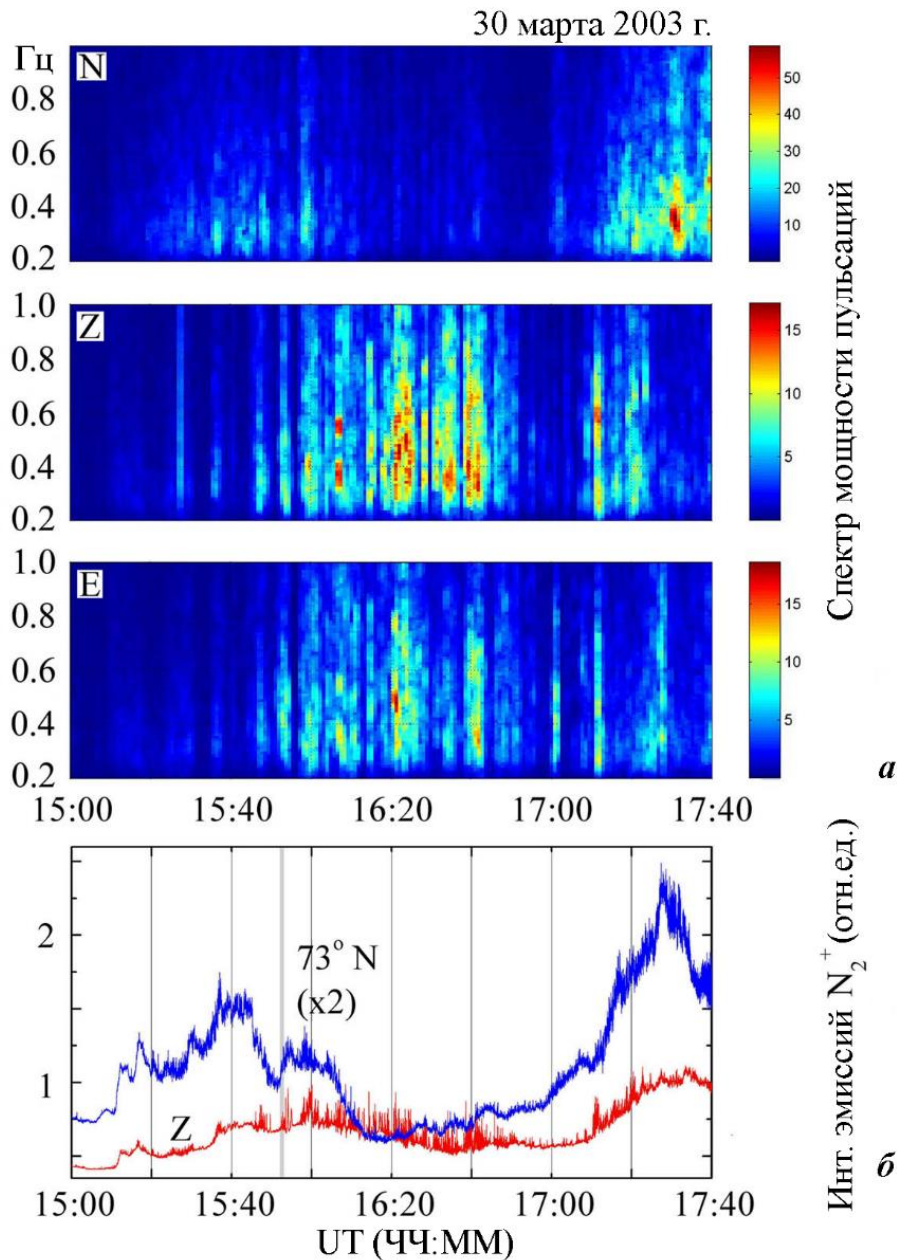 30 марта 2003 г.
Гц
N
0.8
0.6
0.4
0.2
50
40
30
20
10
Z
1.0
0.8
0.6
0.4
0.2
15
10
5
E
1.0
0.8
0.6
0.4
0.2
15
10
5
15:00 15:40 16:20 17:00 17:40
Спектр мощности пульсаций
а
2
1
73° N
(x2)
Z
15:00 15:40 16:20 17:00 17:40
UT (ЧЧ:ММ)
Инт. эмиссий N₂⁺ (отн.ед.)
б